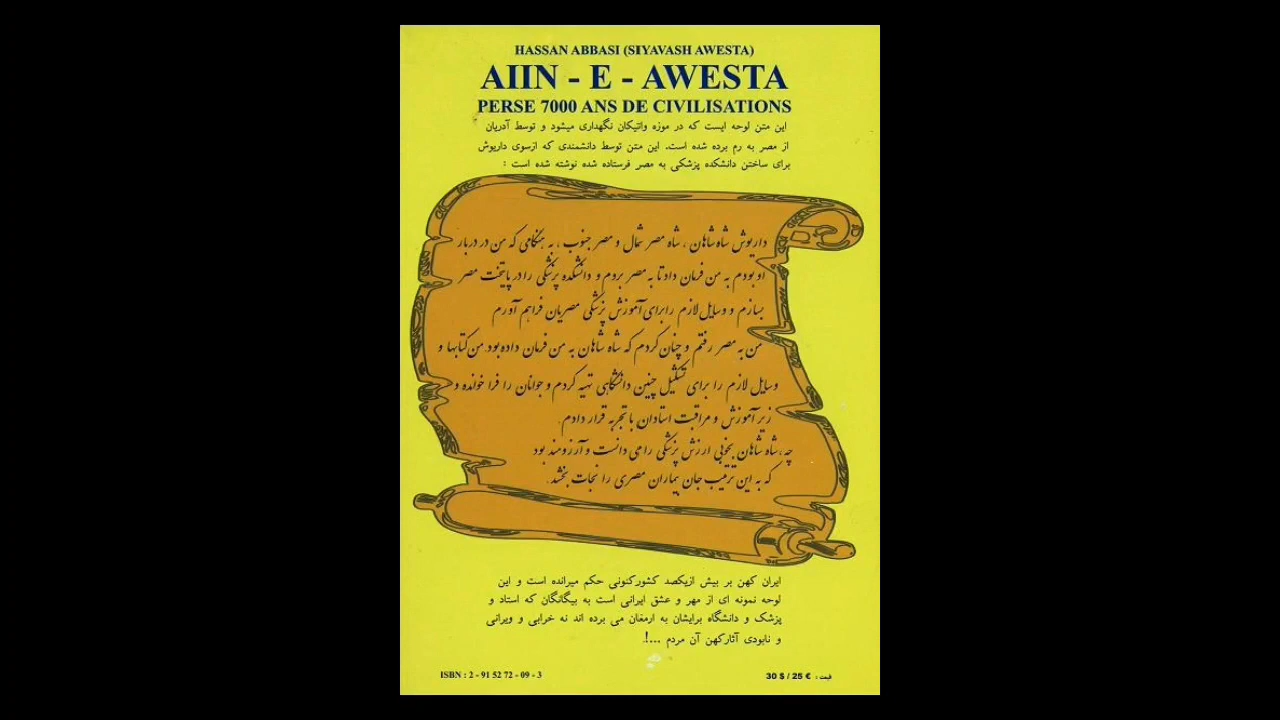 HASSAN ABBASI (SIYAVASH AWESTA)
AIIN - E - AWESTA
PERSE 7000 ANS DE CIVILISATIONS
این متن لوحه ایست که در موزه واتیکان نگهداری میشود و توسط آدریان
از مصر به رم برده شده است. این متن توسط دانشمندی که ازسوی داریوش
برای ساختن دانشکده پزشکی به مصر فرستاده شده نوشته شده است :
داریوش شاه شاهان ، شاه مصر شمال و مصر جنوب ، به هنگامی که من در دربار
او بودم به من فرمان داد تا به مصر بروم و دانشکده پزشکی را در پایتخت مصر
بسازم و وسایل لازم را برای آموزش پزشکی مصریان فراهم آورم
من به مصر رفتم و چنان کردم که شاه شاهان به من فرمان داده بود. من کتابها و
وسایل لازم را برای تشکیل چنین دانشگاهی تهیه کردم و جوانان را فرا خوانده و
زیر آموزش و مراقبت استادان با تجربه قرار دادم.
چه، شاه شاهان بخوبی ارزش پزشکی را می دانست و آرزومند بود
که به این ترتیب جان بیماران مصری را نجات بخشد.
ایران کهن بر بیش ازیکصد کشورکنونی حکم میرانده است و این
لوحه نمونه ای از مهر و عشق ایرانی است به بیگانگان که استاد و
پزشک و دانشگاه برایشان به ارمغان می برده اند نه خرابی و ویرانی
و نابودی آثارکهن آن مردم ...!.
ISBN : 2 - 91 52 72 - 09 - 3
قیمت : 30 $ / 25 €